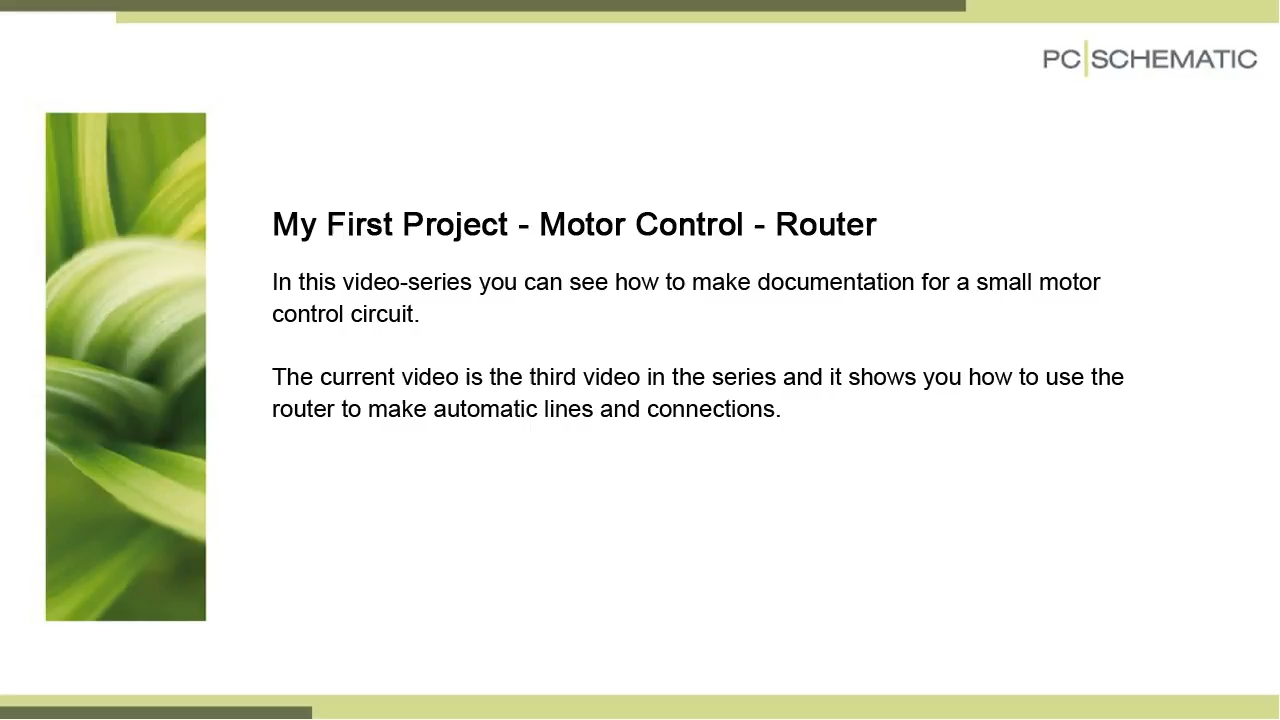 PC|SCHEMATIC
My First Project - Motor Control - Router
In this video-series you can see how to make documentation for a small motor
control circuit.
The current video is the third video in the series and it shows you how to use the
router to make automatic lines and connections.